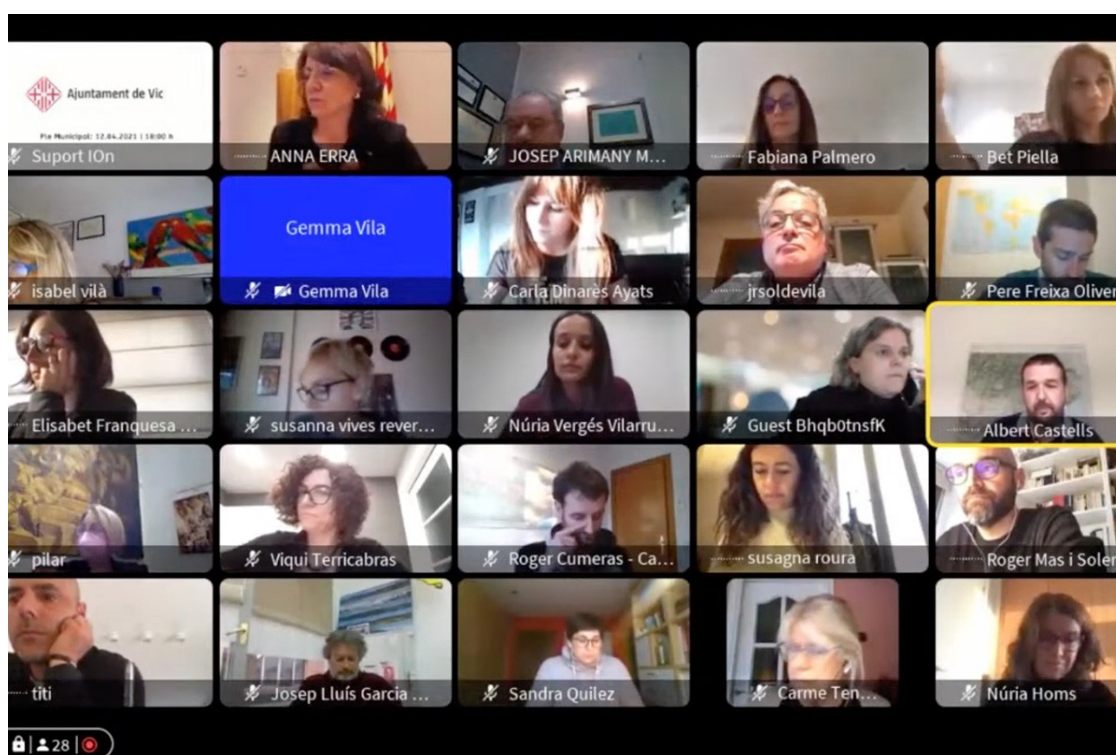 Ajuntament de Vic
Ple Municipal: 12.04.2021 | 18:00 h
Suport IOn
ANNA ERRA
JOSEP ARIMANY M...
Fabiana Palmero
Bet Piella
isabel vilà
Gemma Vila
Gemma Vila
Carla Dinarès Ayats
jrsoldevila
Pere Freixa Oliver
Elisabet Franquesa ...
susanna vives rever...
Núria Vergés Vilarru...
Guest Bhqb0tnsfK
Albert Castells
pilar
Viqui Terricabras
Roger Cumeras - Ca...
susagna roura
Roger Mas i Soler
titi
Josep Lluís Garcia ...
Sandra Quilez
Carme Ten...
Núria Homs
28